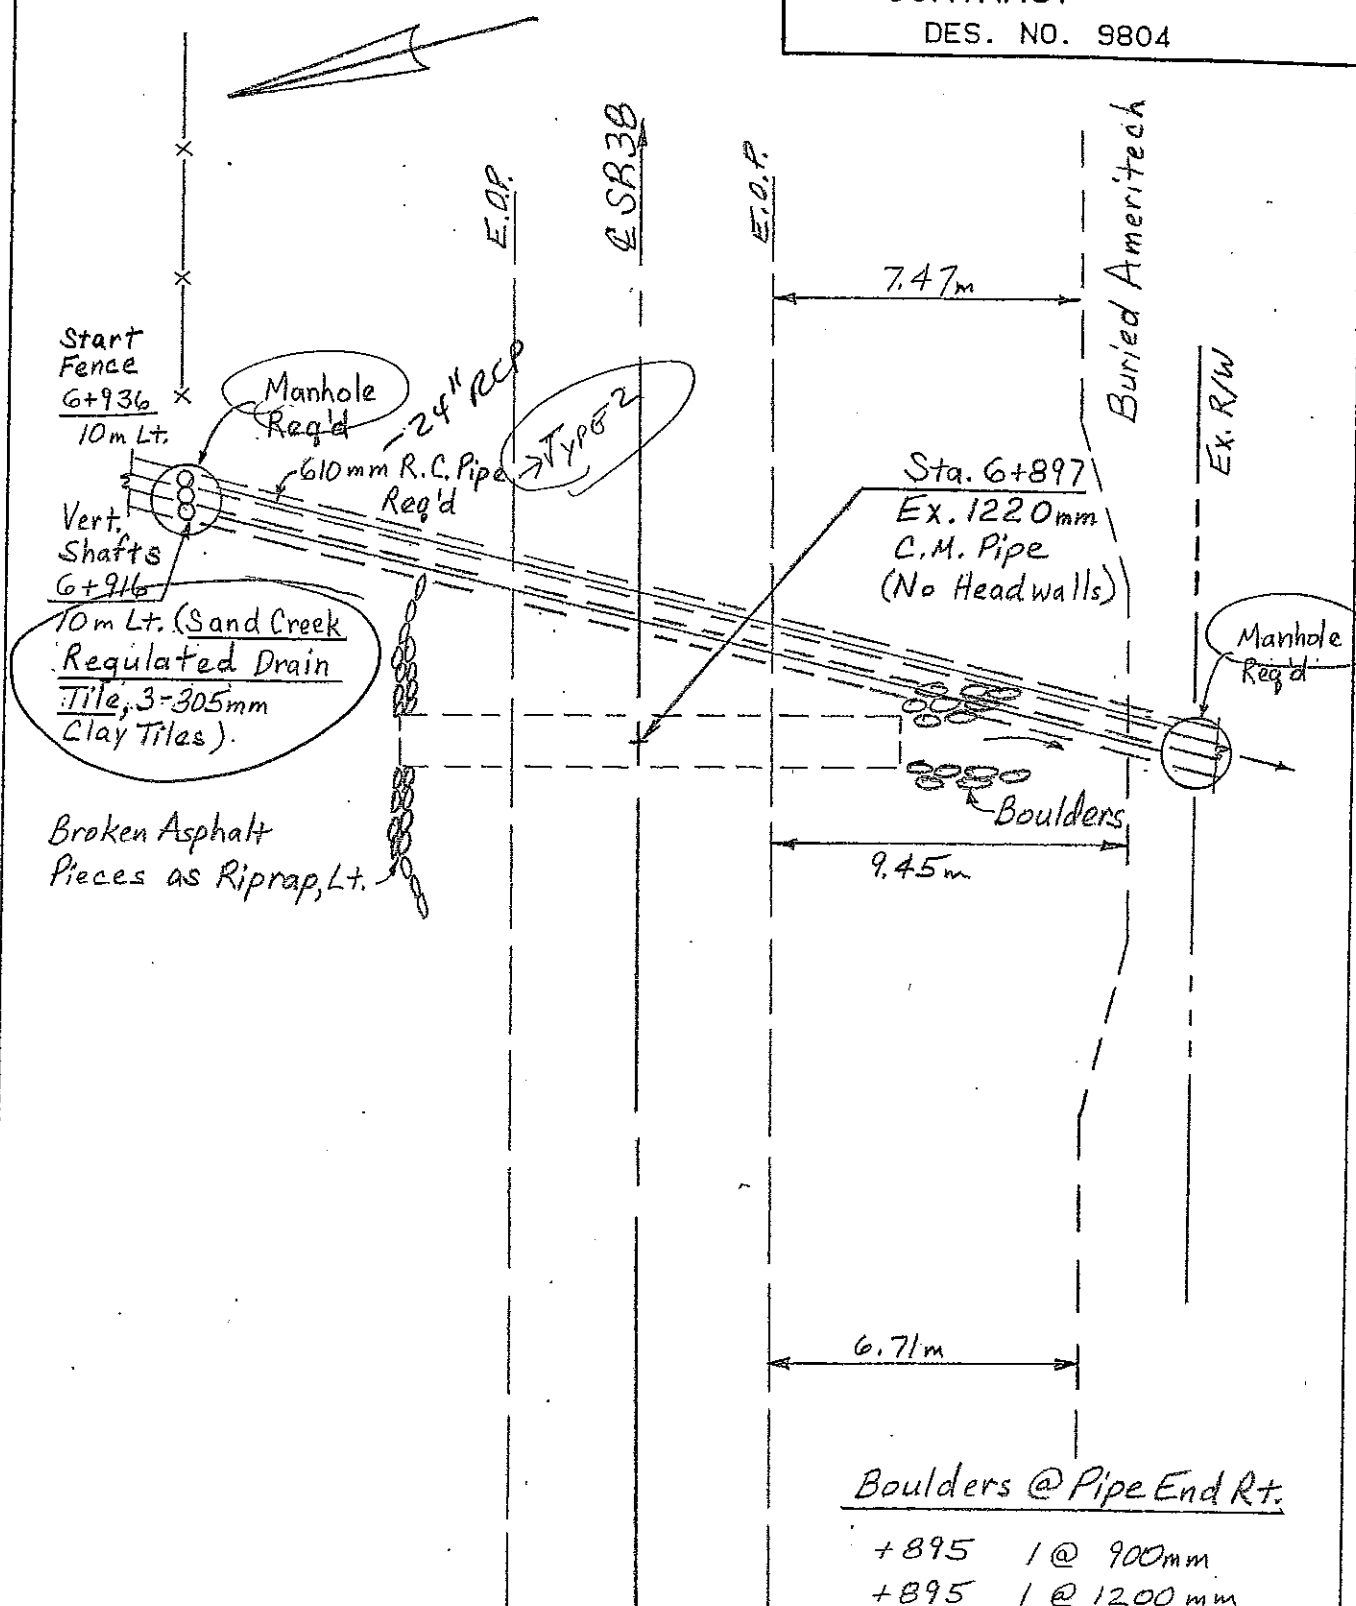 DES. NO. 9804
E.O.P.
℄ SR 38
E.O.P.
Buried Ameritech
7.47m
Ex. R/W
Start
Fence
6+936
10m Lt.
Manhole
Req'd
24" RCP
610mm R.C. Pipe
Req'd
TYPE 2
Sta. 6+897
Ex. 1220mm
C.M. Pipe
(No Headwalls)
Vert.
Shafts
6+916
10m Lt. (Sand Creek
Regulated Drain
Tile, 3-305mm
Clay Tiles).
Manhole
Req'd
Boulders
9.45m
Broken Asphalt
Pieces as Riprap, Lt.
6.71m
Boulders @ Pipe End Rt.
+895 1 @ 900mm
+895 1 @ 1200mm